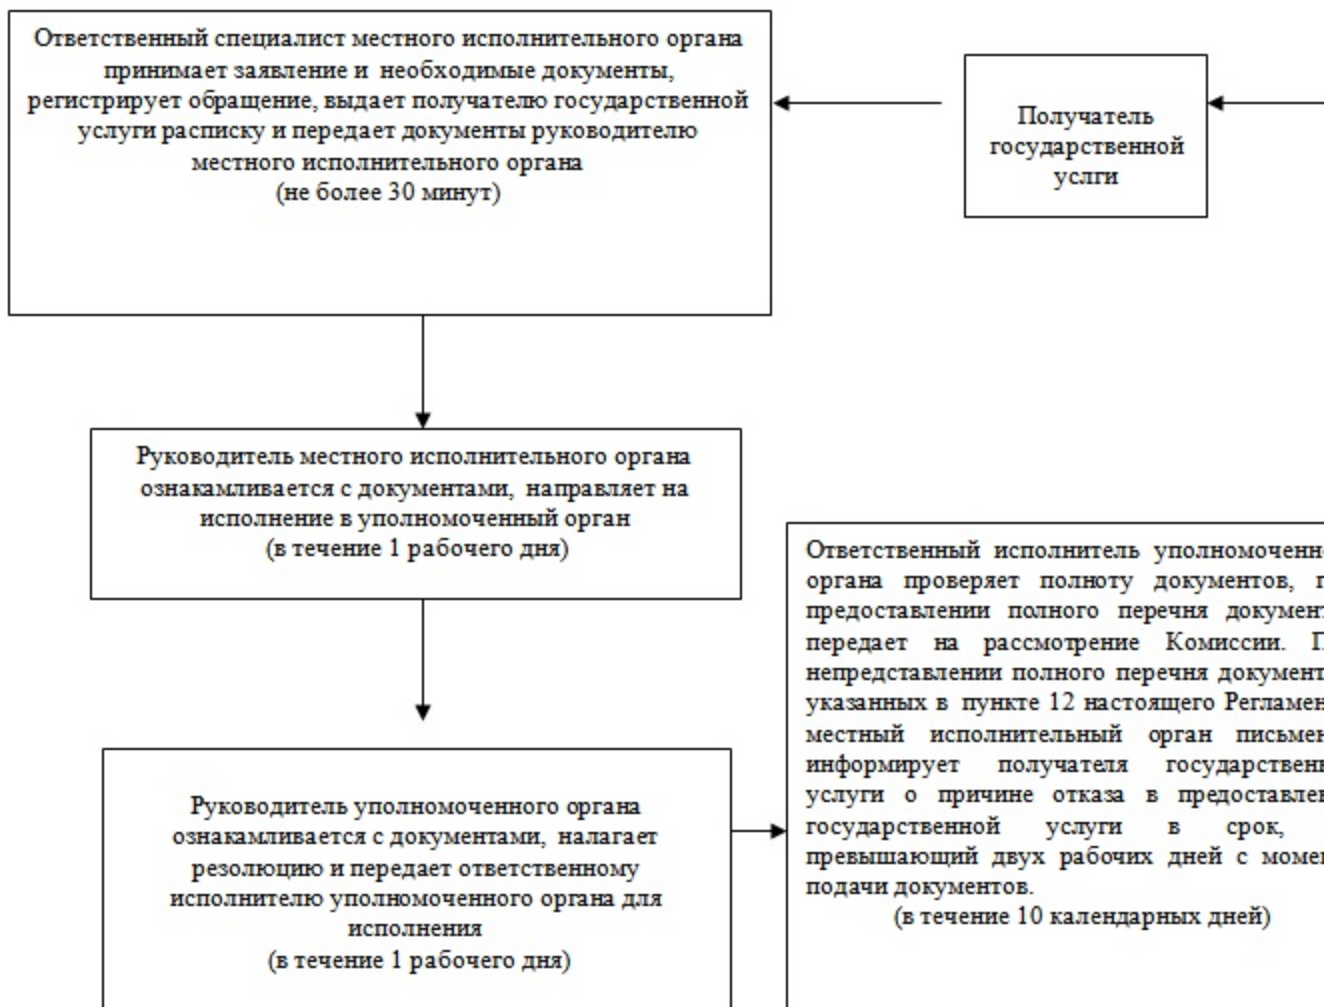 Ответственный специалист местного исполнительного органа
принимает заявление и необходимые документы,
регистрирует обращение, выдает получателю государственной
услуги расписку и передает документы руководителю
местного исполнительного органа
(не более 30 минут)
Получатель
государственной
услги
Руководитель местного исполнительного органа
ознакамливается с документами, направляет на
исполнение в уполномоченный орган
(в течение 1 рабочего дня)
Руководитель уполномоченного органа
ознакамливается с документами, налагает
резолюцию и передает ответственному
исполнителю уполномоченного органа для
исполнения
(в течение 1 рабочего дня)
Ответственный исполнитель уполномоченн
органа проверяет полноту документов, п
предоставлении полного перечня документ
передает на рассмотрение Комиссии. П
непредставлении полного перечня документ
указанных в пункте 12 настоящего Регламен
местный исполнительный орган письмен
информирует получателя государствен
услуги о причине отказа в предоставле
государственной услуги в срок,
превышающий двух рабочих дней с момен
подачи документов.
(в течение 10 календарных дней)